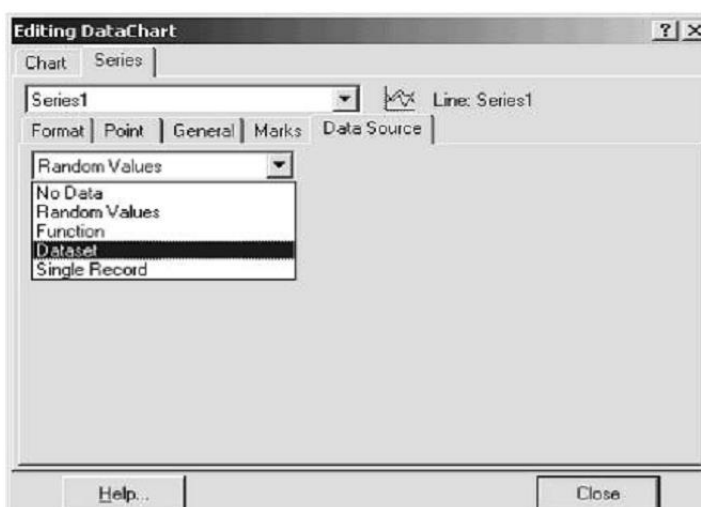 Editing DataChart
Chart Series
Series1 Line: Series1
Format Point General Marks Data Source
Random Values
No Data
Random Values
Function
Dataset
Single Record
Help... Close